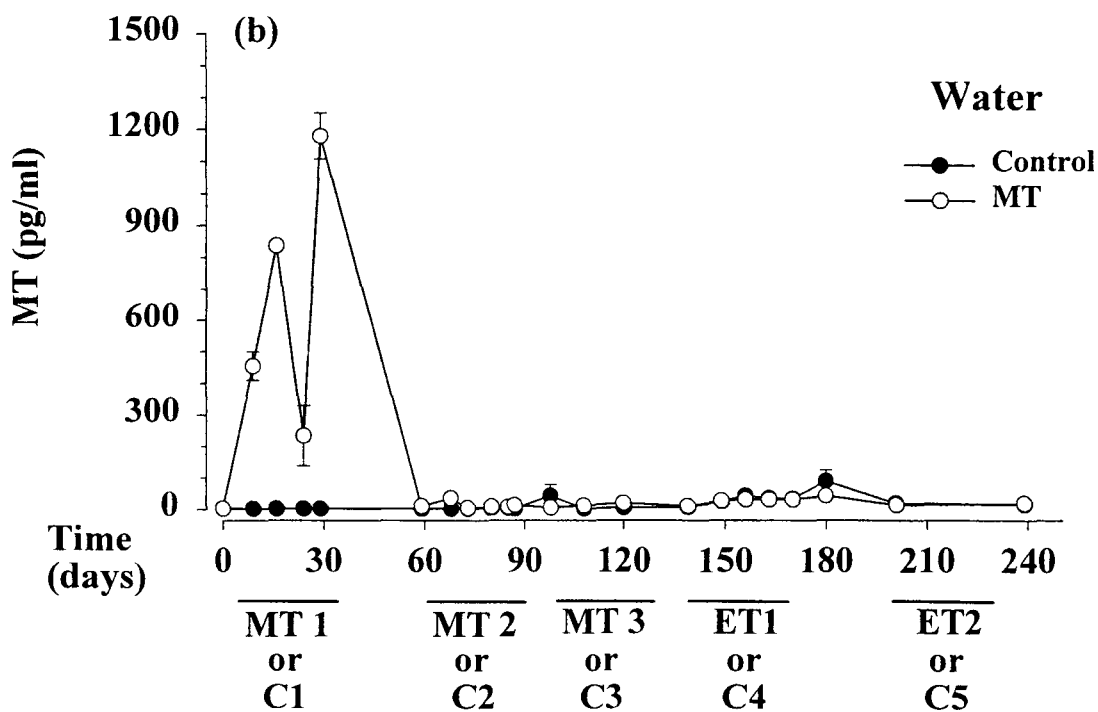 1500
(b)
Water
1200
Control
MT
900
MT (pg/ml)
600
300
0
Time
(days)
0 30 60 90 120 150 180 210 240
MT 1 MT 2 MT 3 ET1 ET2
or or or or or
C1 C2 C3 C4 C5